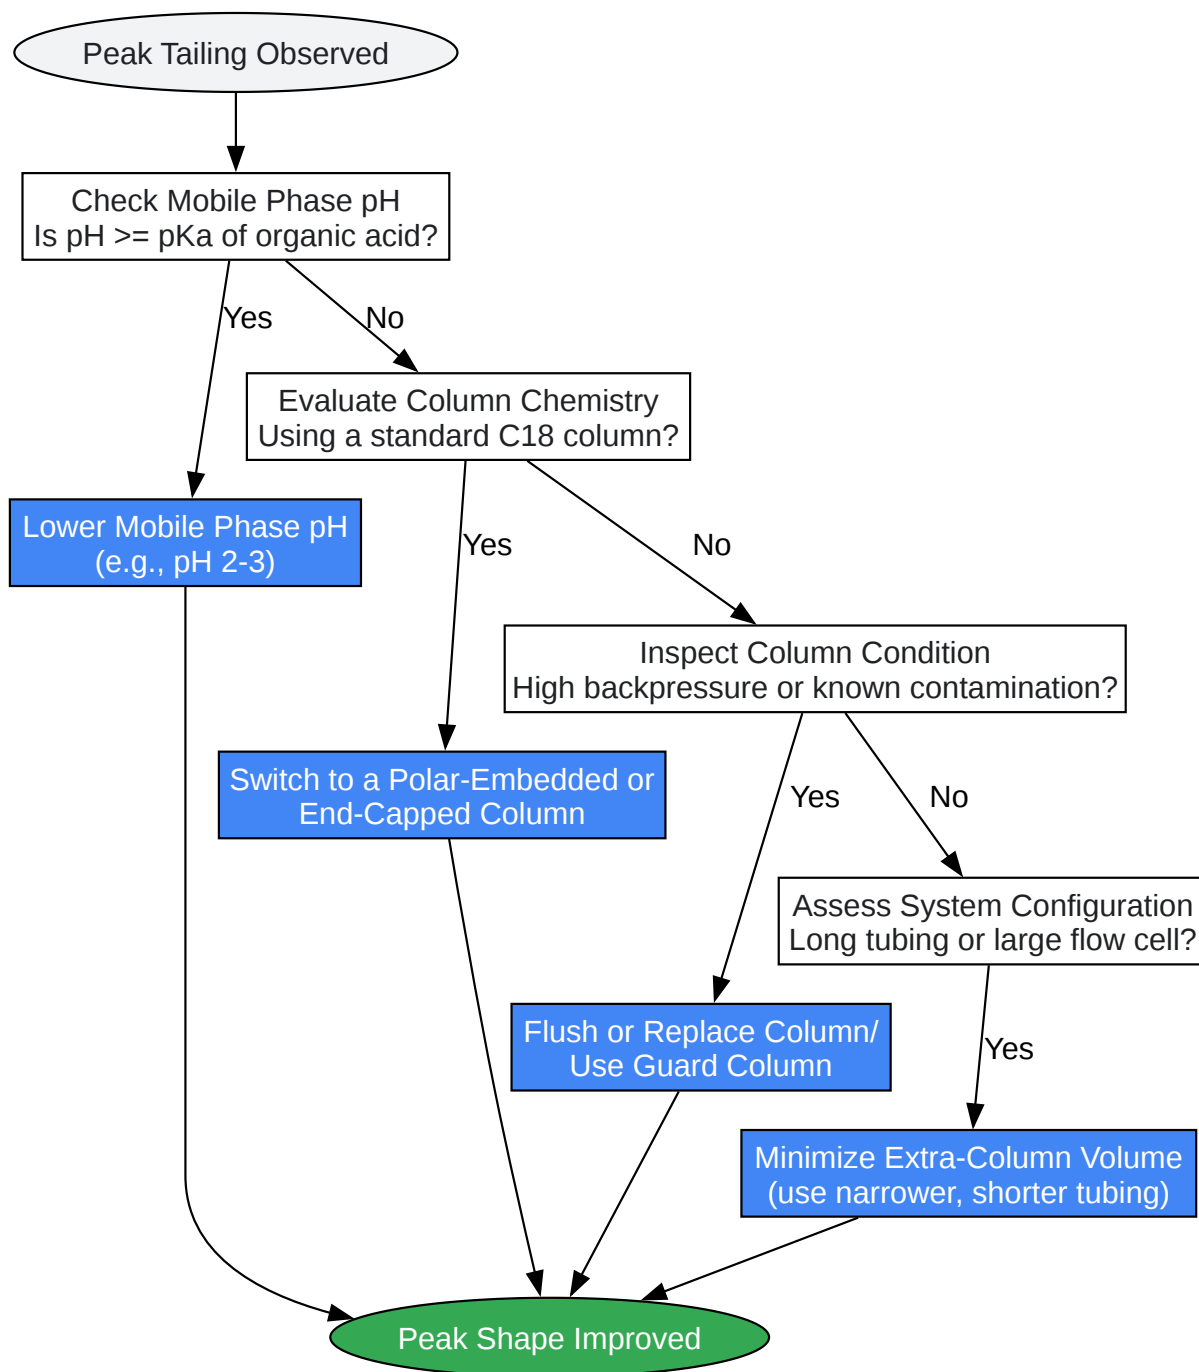 Peak Tailing Observed
Check Mobile Phase pH
Is pH >= pKa of organic acid?
Yes
No
Evaluate Column Chemistry
Using a standard C18 column?
Lower Mobile Phase pH
(e.g., pH 2-3)
Yes
No
Inspect Column Condition
High backpressure or known contamination?
Switch to a Polar-Embedded or
End-Capped Column
Yes
No
Assess System Configuration
Long tubing or large flow cell?
Flush or Replace Column/
Use Guard Column
Yes
Minimize Extra-Column Volume
(use narrower, shorter tubing)
Peak Shape Improved